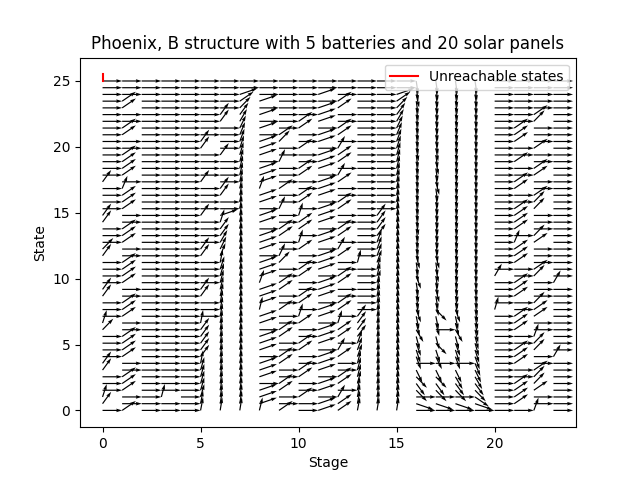 Phoenix, B structure with 5 batteries and 20 solar panels
Unreachable states
25
20
15
10
5
0
State
0 5 10 15 20
Stage